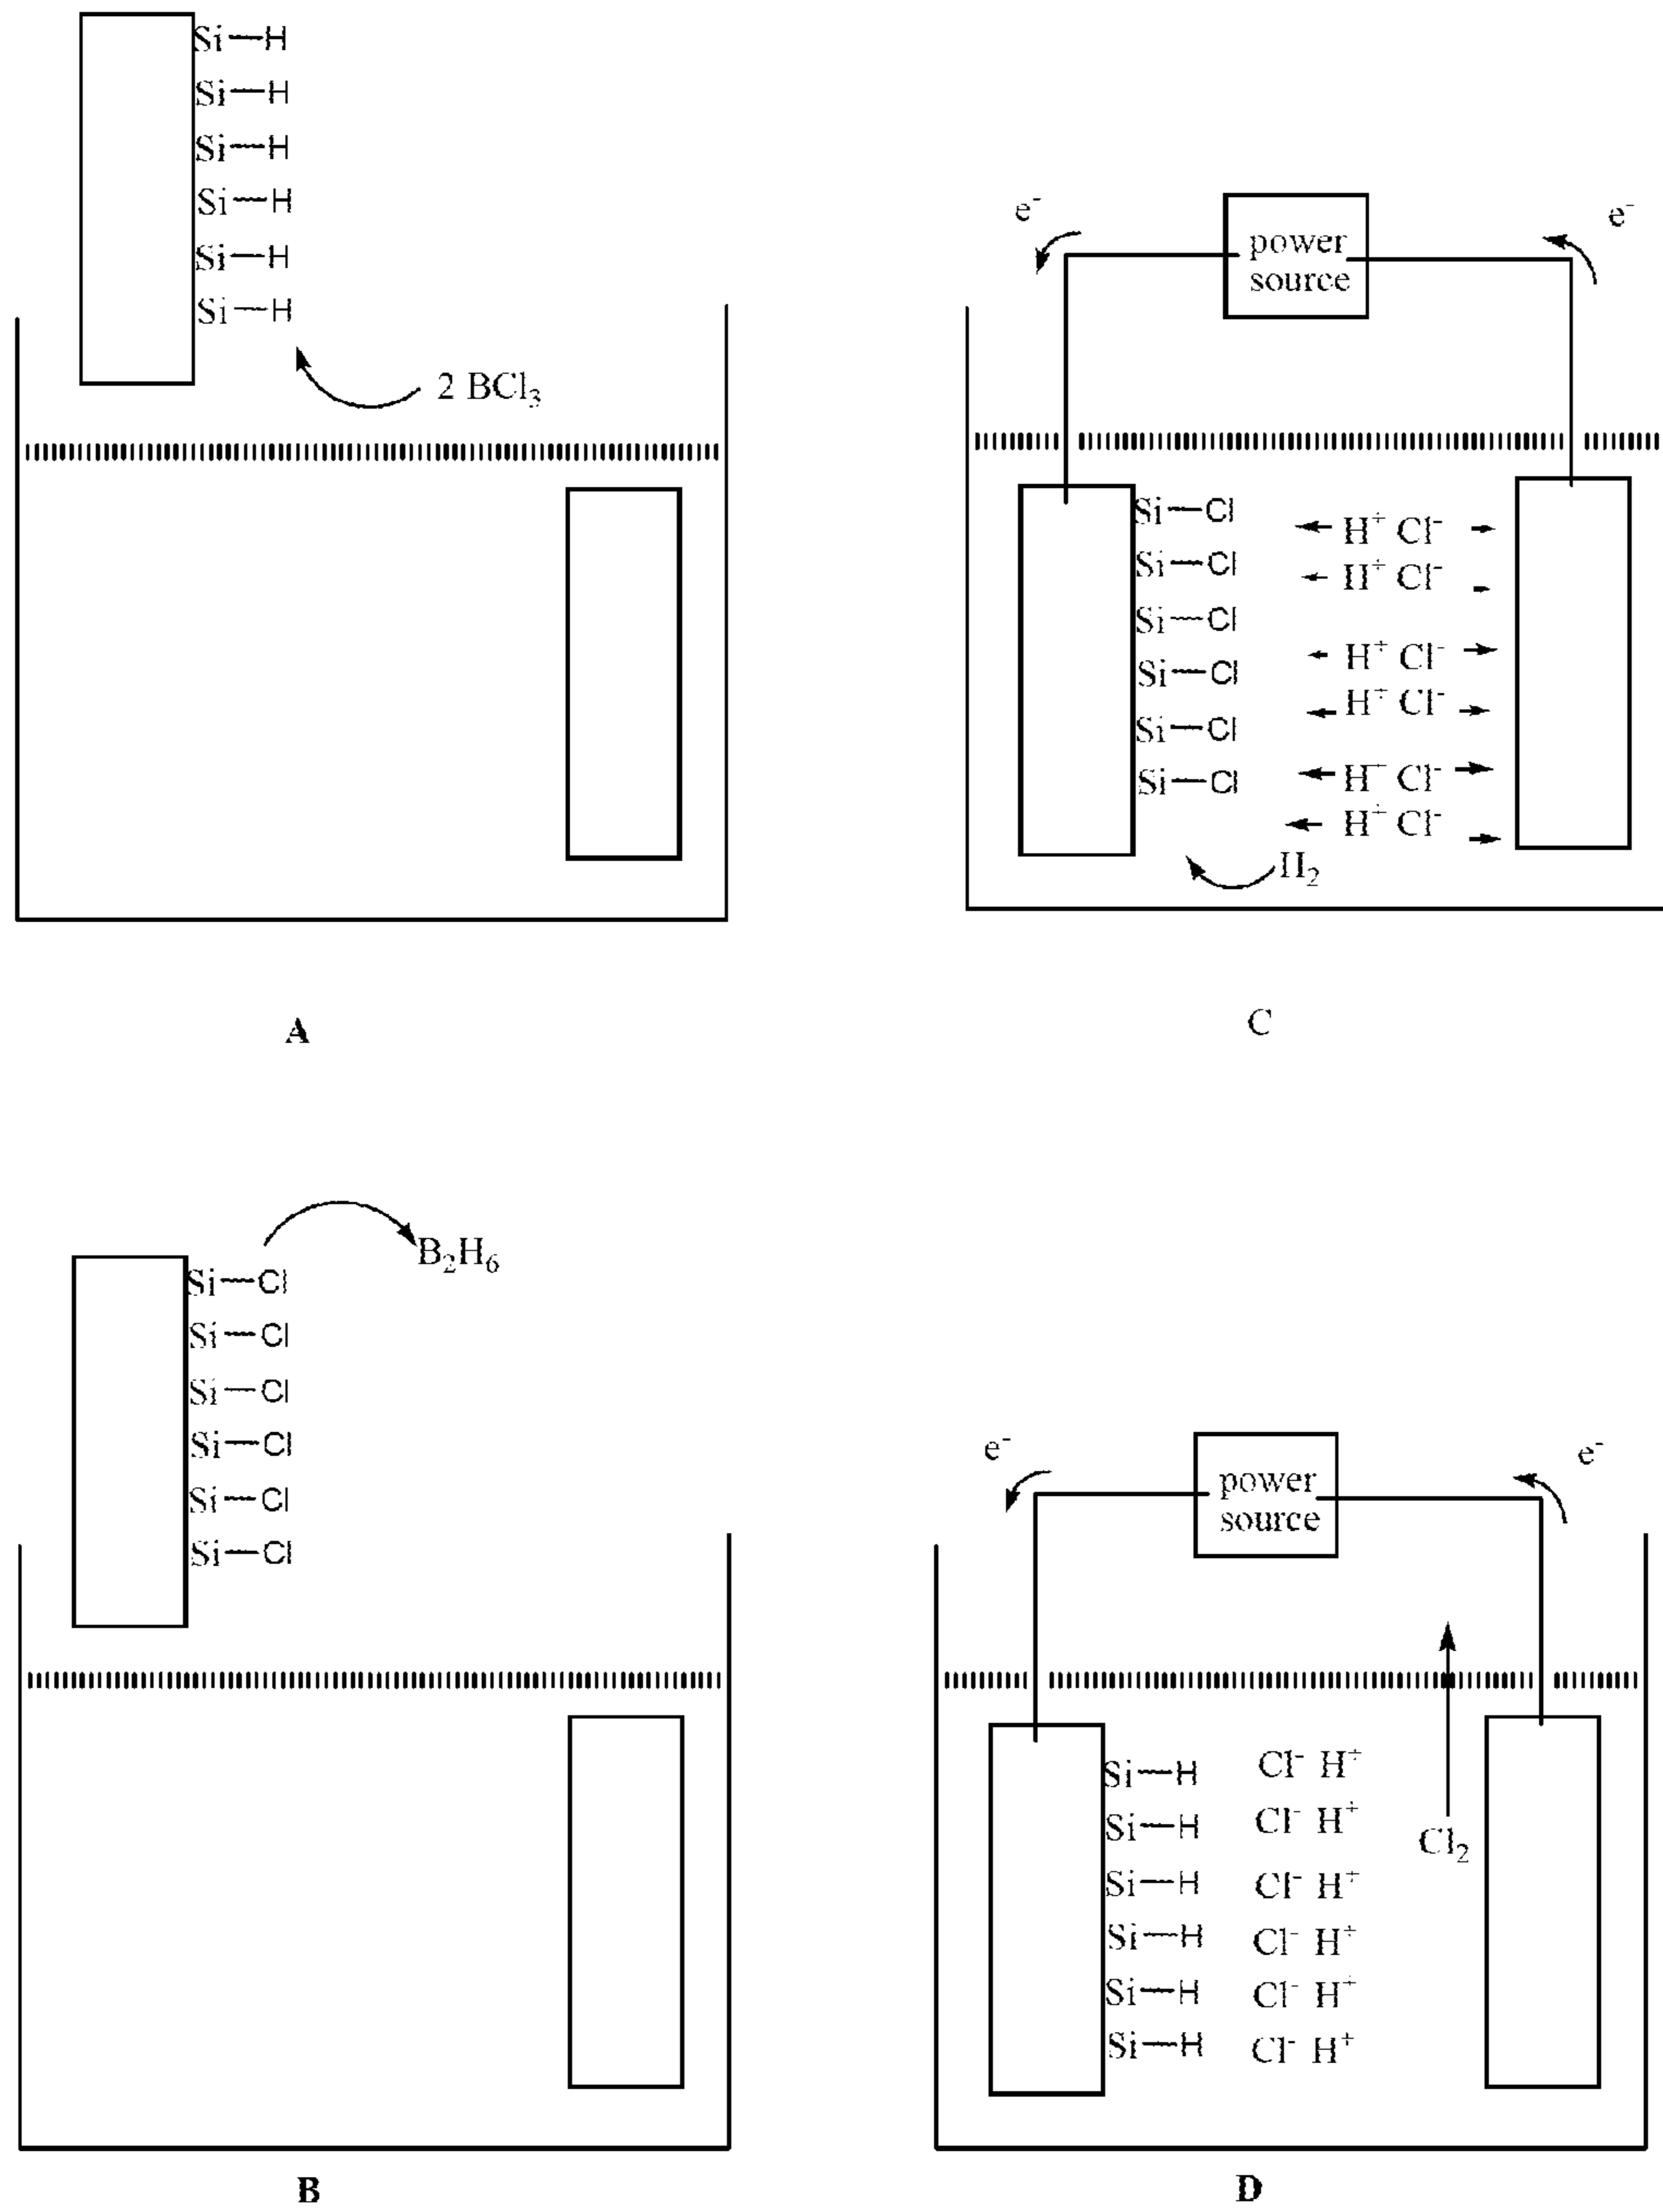 Si—H
Si—H
Si—H
Si—H
Si—H
Si—H
2 BCl₃
A
e⁻
power
source
e⁻
Si—Cl
Si—Cl
Si—Cl
Si—Cl
Si—Cl
Si—Cl
H⁺ Cl⁻
H⁺ Cl⁻
H⁺ Cl⁻
H⁺ Cl⁻
H⁺ Cl⁻
H⁺ Cl⁻
H₂
C
B₂H₆
Si—Cl
Si—Cl
Si—Cl
Si—Cl
Si—Cl
Si—Cl
B
e⁻
power
source
e⁻
Si—H
Si—H
Si—H
Si—H
Si—H
Si—H
Cl⁻ H⁺
Cl⁻ H⁺
Cl⁻ H⁺
Cl⁻ H⁺
Cl⁻ H⁺
Cl⁻ H⁺
Cl₂
D